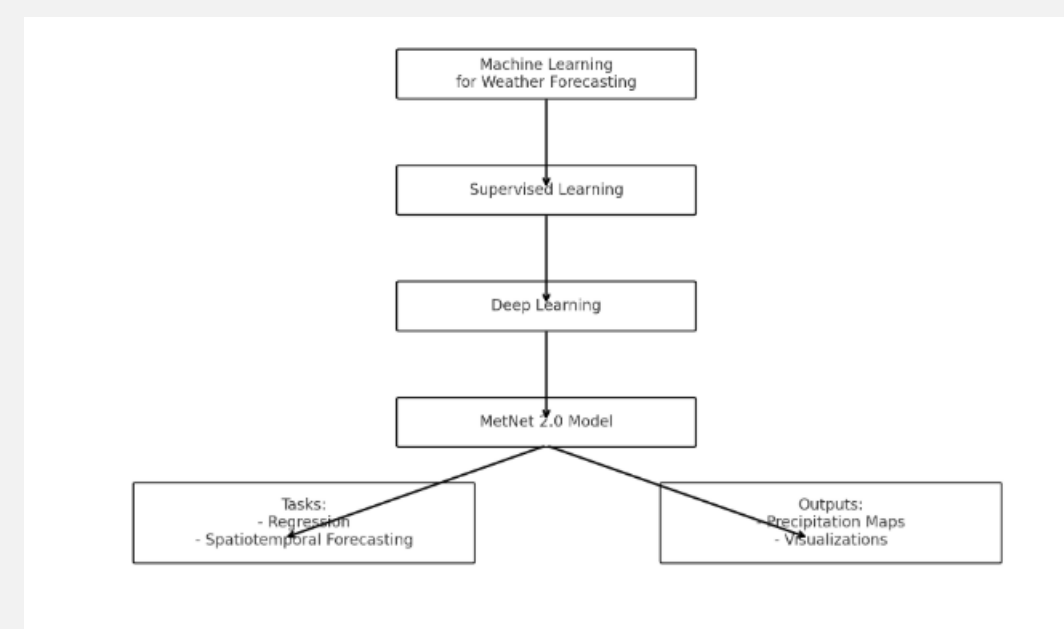 Machine Learning
for Weather Forecasting
Supervised Learning
Deep Learning
MetNet 2.0 Model
Tasks:
- Regression
- Spatiotemporal Forecasting
Outputs:
- Precipitation Maps
- Visualizations